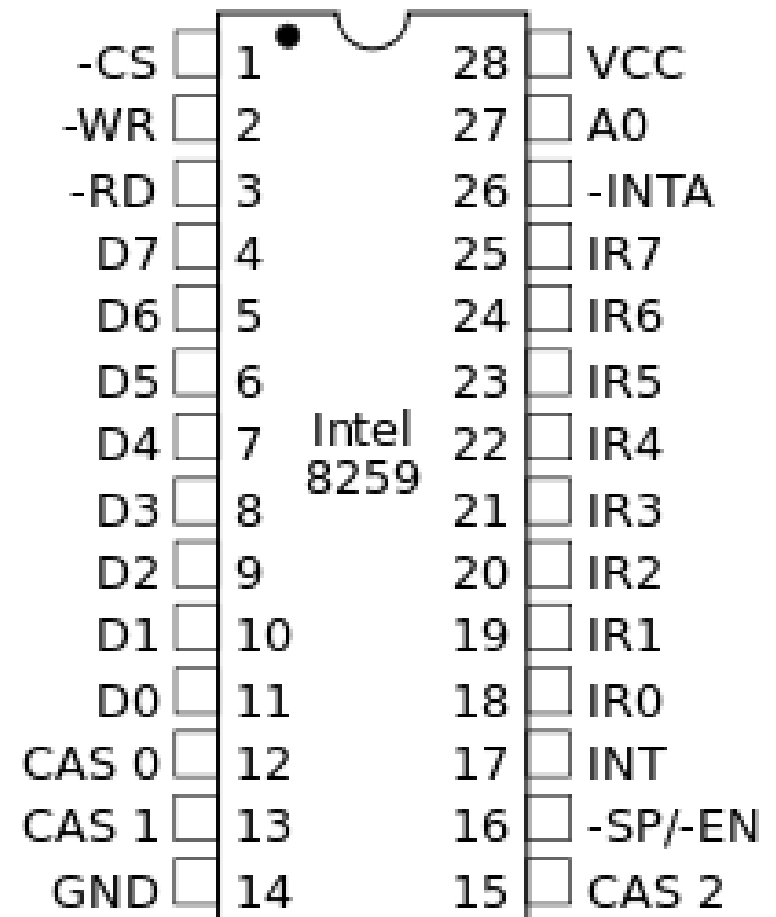 -CS 1 28 VCC
-WR 2 27 A0
-RD 3 26 -INTA
D7 4 25 IR7
D6 5 24 IR6
D5 6 23 IR5
D4 7 Intel 22 IR4
8259
D3 8 21 IR3
D2 9 20 IR2
D1 10 19 IR1
D0 11 18 IR0
CAS 0 12 17 INT
CAS 1 13 16 -SP/-EN
GND 14 15 CAS 2